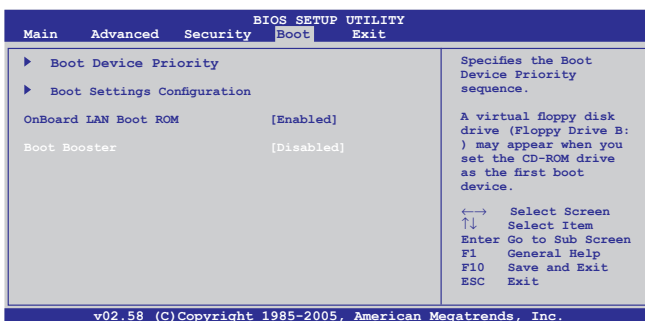 BIOS SETUP UTILITY
Main Advanced Security Boot Exit
Boot Device Priority
Boot Settings Configuration
OnBoard LAN Boot ROM [Enabled]
Boot Booster [Disabled]
Specifies the Boot
Device Priority
sequence.
A virtual floppy disk
drive (Floppy Drive B:
) may appear when you
set the CD-ROM drive
as the first boot
device.
←→ Select Screen
↑↓ Select Item
Enter Go to Sub Screen
F1 General Help
F10 Save and Exit
ESC Exit
v02.58 (C)Copyright 1985-2005, American Megatrends, Inc.